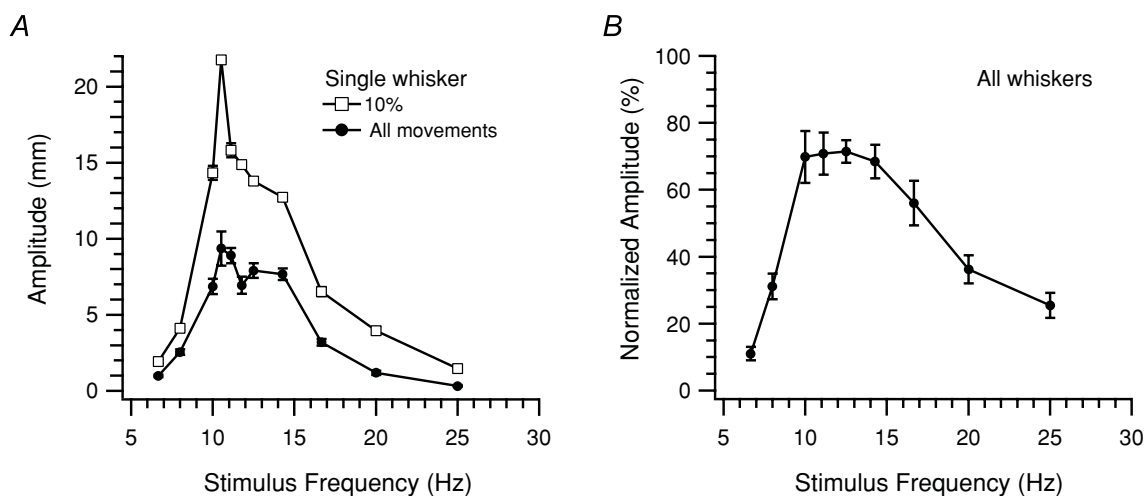 A
Amplitude (mm)
20
15
10
5
0
Single whisker
10%
All movements
5 10 15 20 25 30
Stimulus Frequency (Hz)
B
Normalized Amplitude (%)
100
80
60
40
20
0
All whiskers
5 10 15 20 25 30
Stimulus Frequency (Hz)